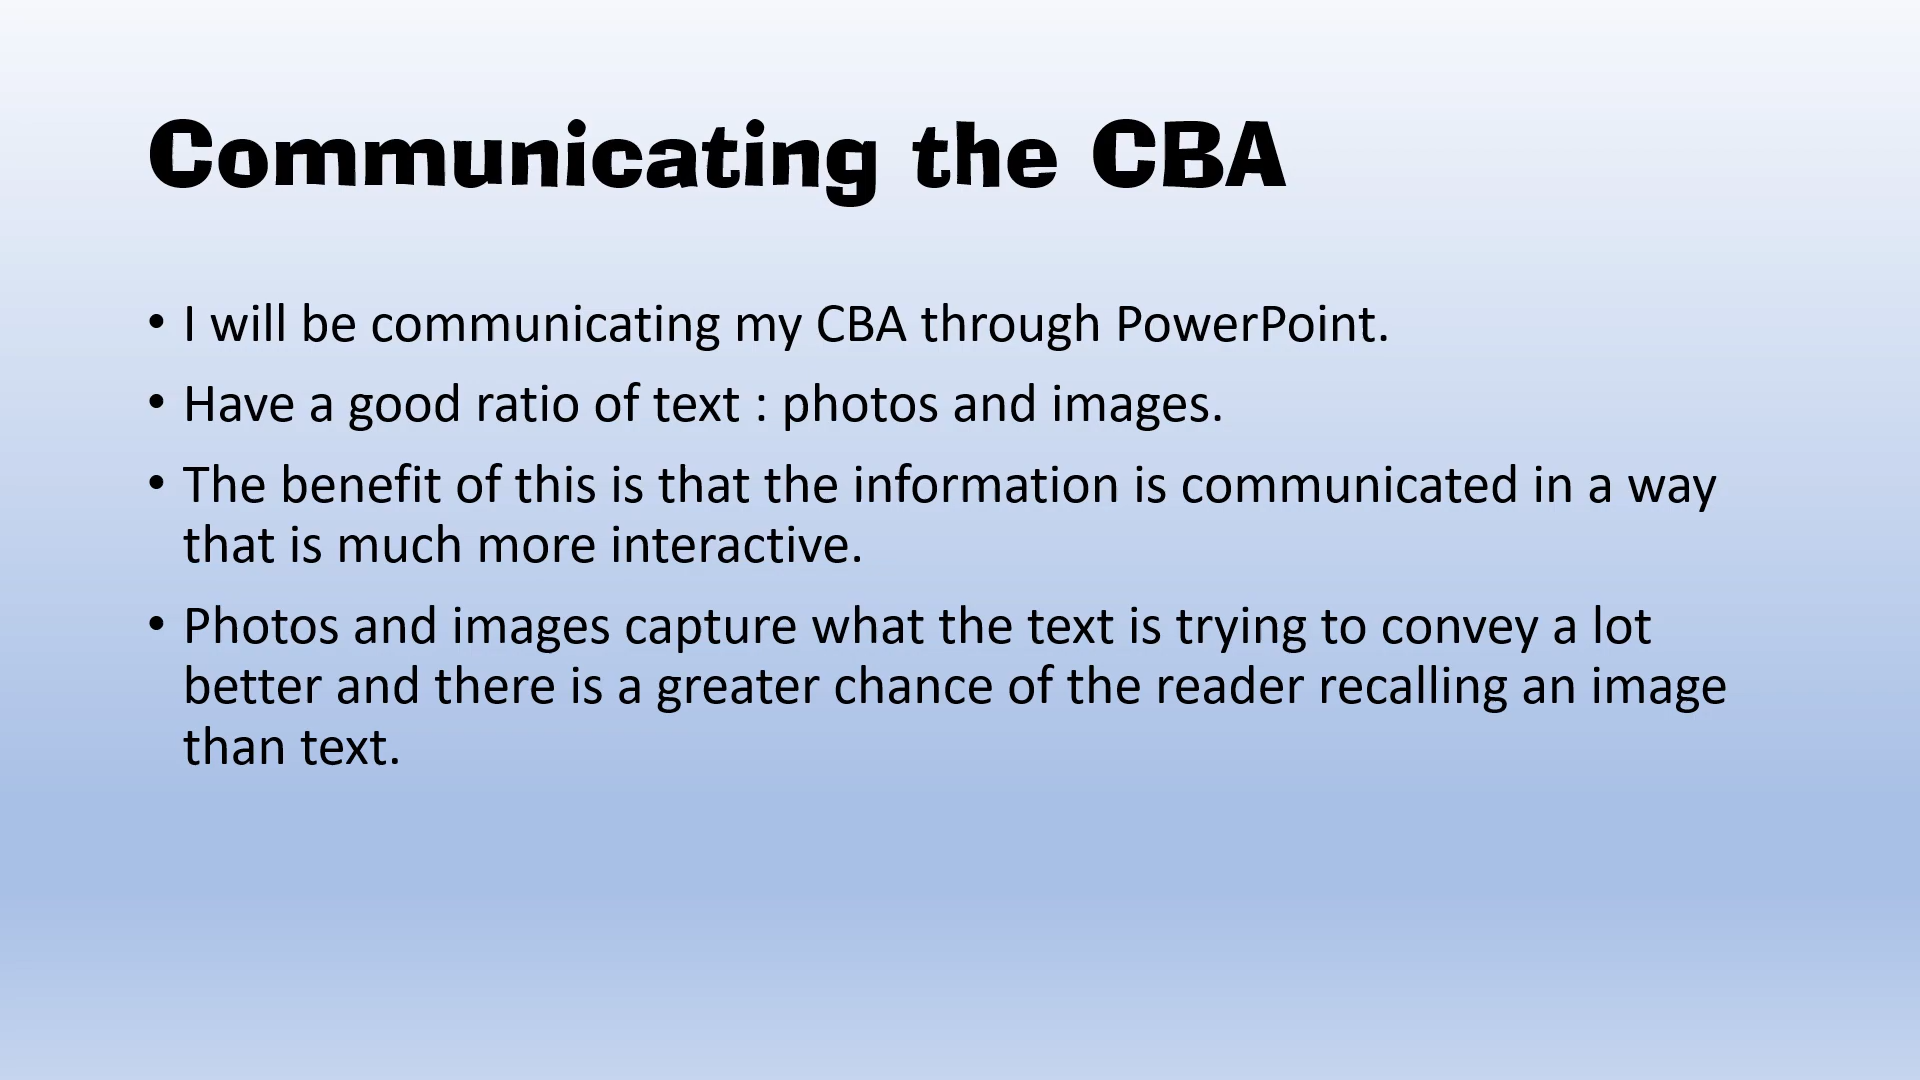 Communicating the CBA
• I will be communicating my CBA through PowerPoint.
• Have a good ratio of text : photos and images.
• The benefit of this is that the information is communicated in a way
that is much more interactive.
• Photos and images capture what the text is trying to convey a lot
better and there is a greater chance of the reader recalling an image
than text.